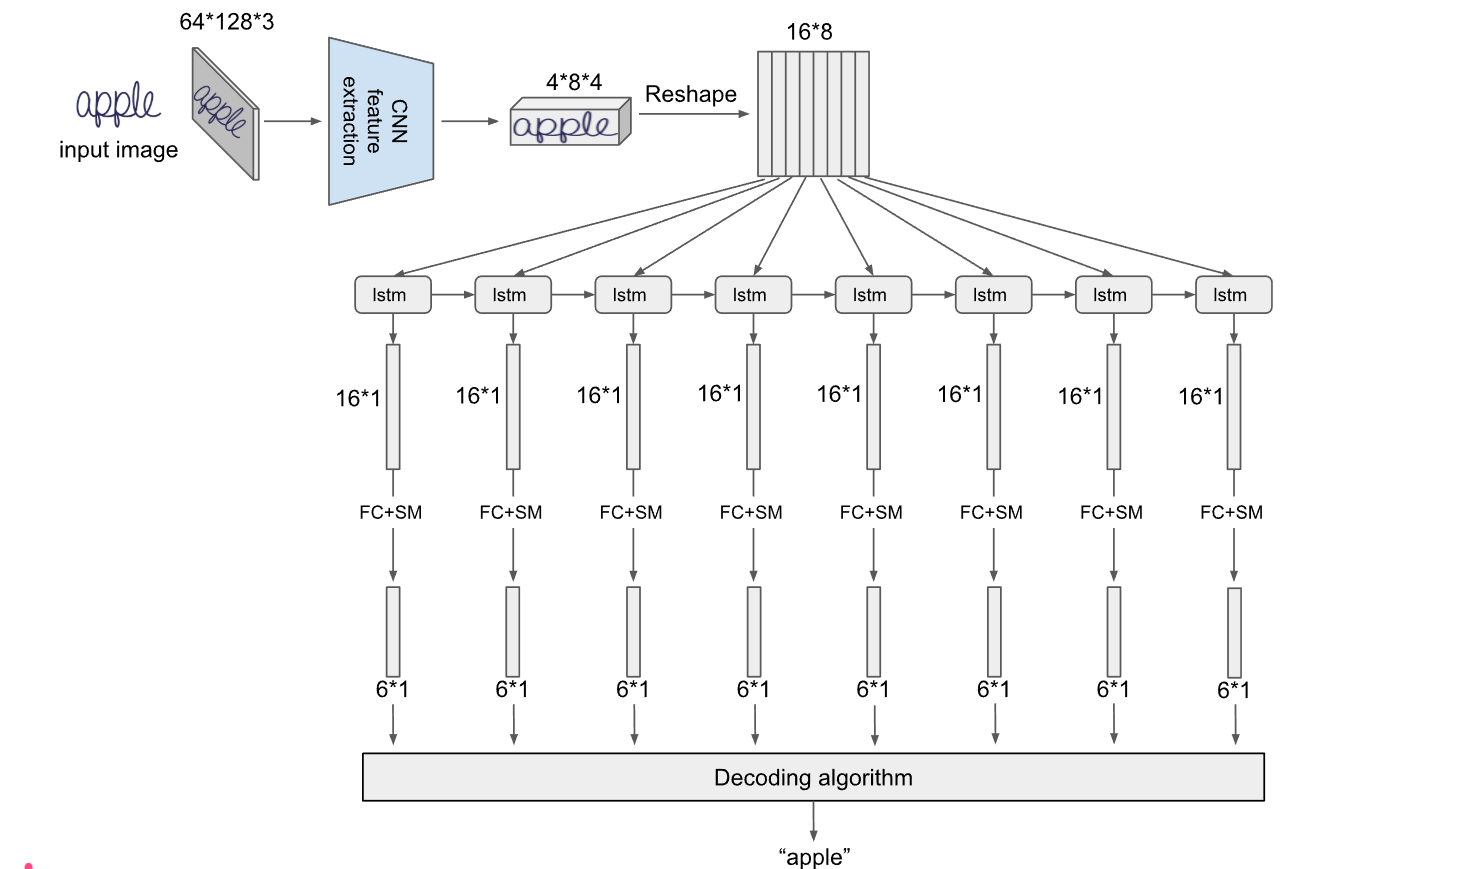 64*128*3
apple
apple
input image
CNN
feature
extraction
4*8*4
apple
Reshape
16*8
lstm lstm lstm lstm lstm lstm lstm lstm
16*1 16*1 16*1 16*1 16*1 16*1 16*1 16*1
FC+SM FC+SM FC+SM FC+SM FC+SM FC+SM FC+SM FC+SM
6*1 6*1 6*1 6*1 6*1 6*1 6*1 6*1
Decoding algorithm
“apple”